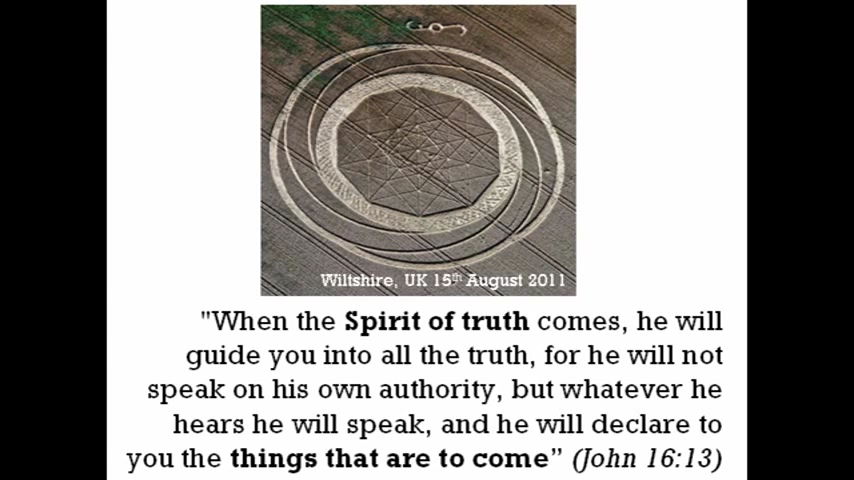 Wiltshire, UK 15th August 2011
"When the Spirit of truth comes, he will
guide you into all the truth, for he will not
speak on his own authority, but whatever he
hears he will speak, and he will declare to
you the things that are to come” (John 16:13)